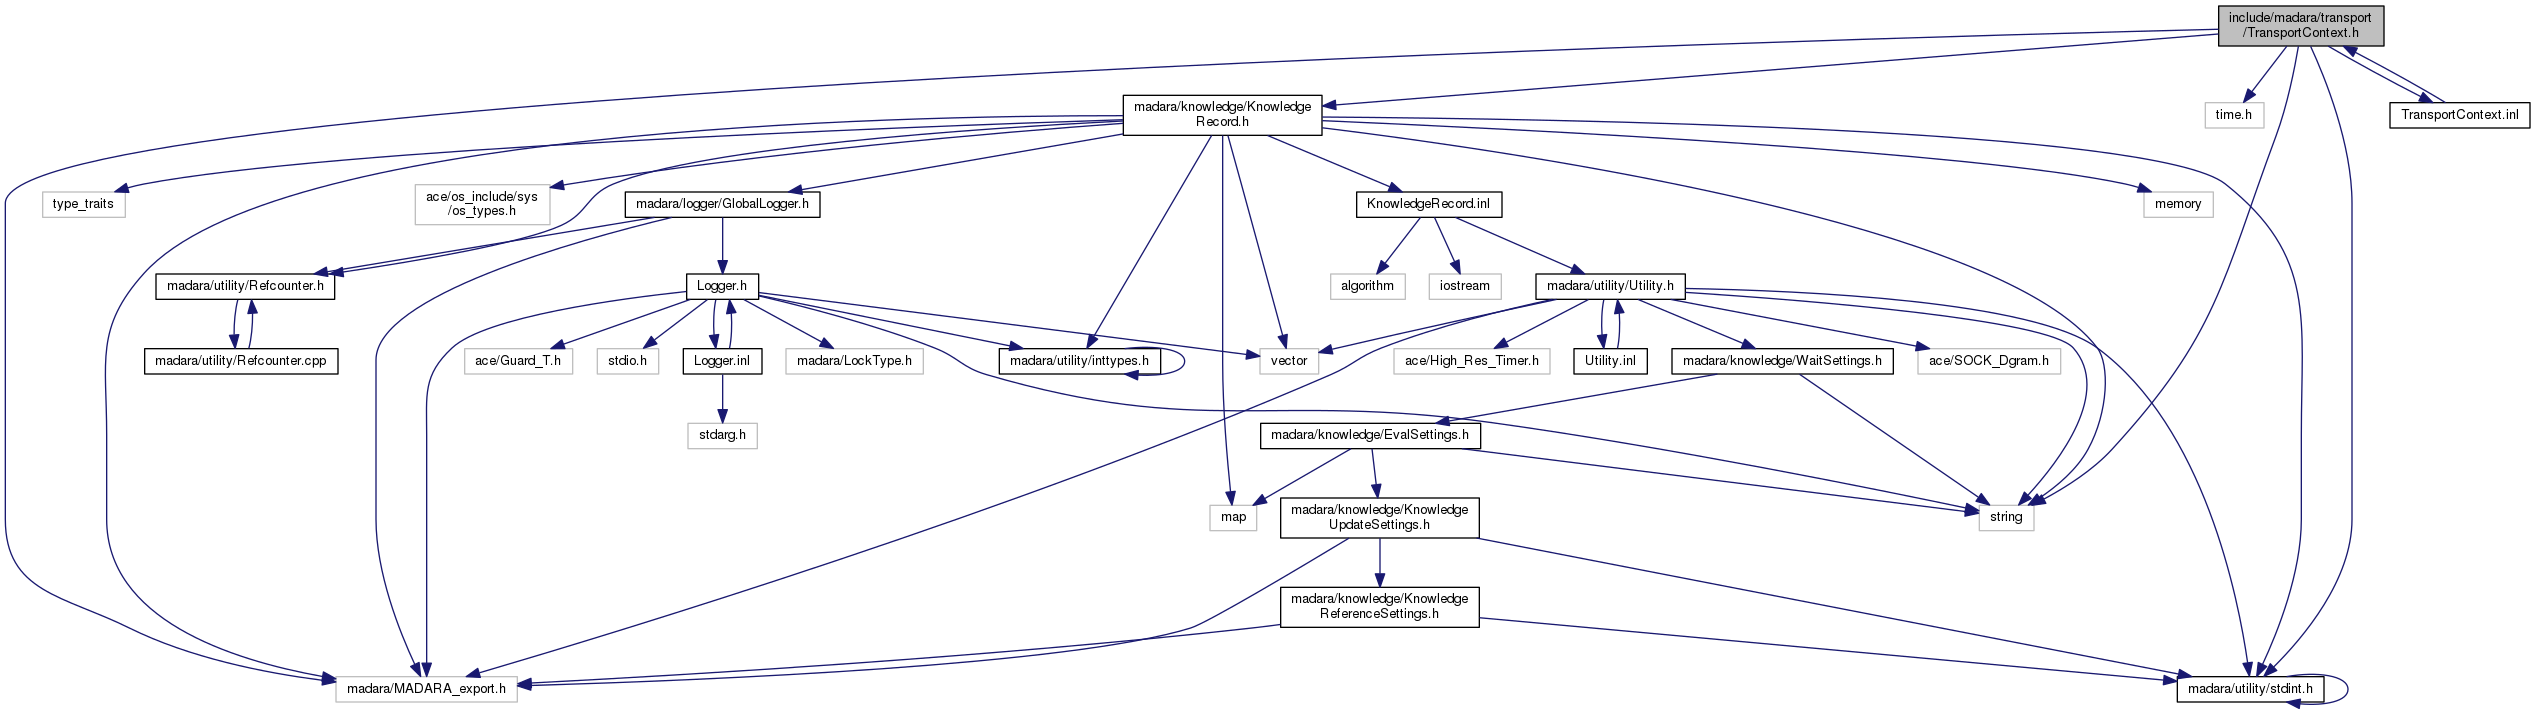 include/madara/transport
/TransportContext.h
madara/knowledge/Knowledge
Record.h
time.h
TransportContext.inl
type_traits
ace/os_include/sys
/os_types.h
madara/logger/GlobalLogger.h
KnowledgeRecord.inl
memory
madara/utility/Refcounter.h
Logger.h
algorithm
iostream
madara/utility/Utility.h
madara/utility/Refcounter.cpp
ace/Guard_T.h
stdio.h
Logger.inl
madara/LockType.h
madara/utility/inttypes.h
vector
ace/High_Res_Timer.h
Utility.inl
madara/knowledge/WaitSettings.h
ace/SOCK_Dgram.h
stdarg.h
madara/knowledge/EvalSettings.h
map
madara/knowledge/Knowledge
UpdateSettings.h
string
madara/knowledge/Knowledge
ReferenceSettings.h
madara/MADARA_export.h
madara/utility/stdint.h